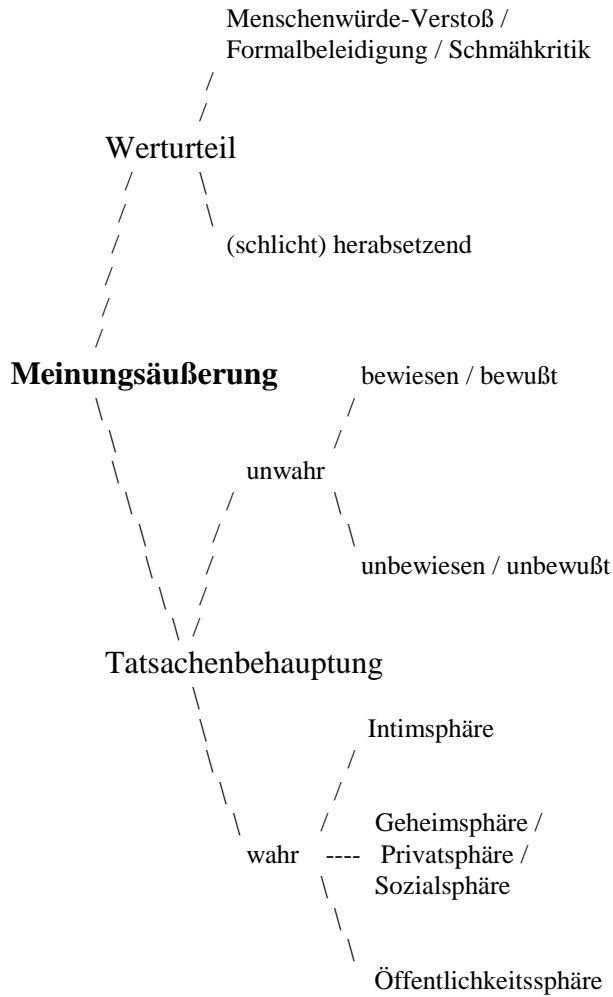 Menschenwürde-Verstoß /
Formalbeleidigung / Schmähkritik
Werturteil
(schlicht) herabsetzend
Meinungsäußerung
bewiesen / bewußt
unwahr
unbewiesen / unbewußt
Tatsachenbehauptung
Intimsphäre
Geheimsphäre /
wahr ---- Privatsphäre /
Sozialsphäre
Öffentlichkeitssphäre